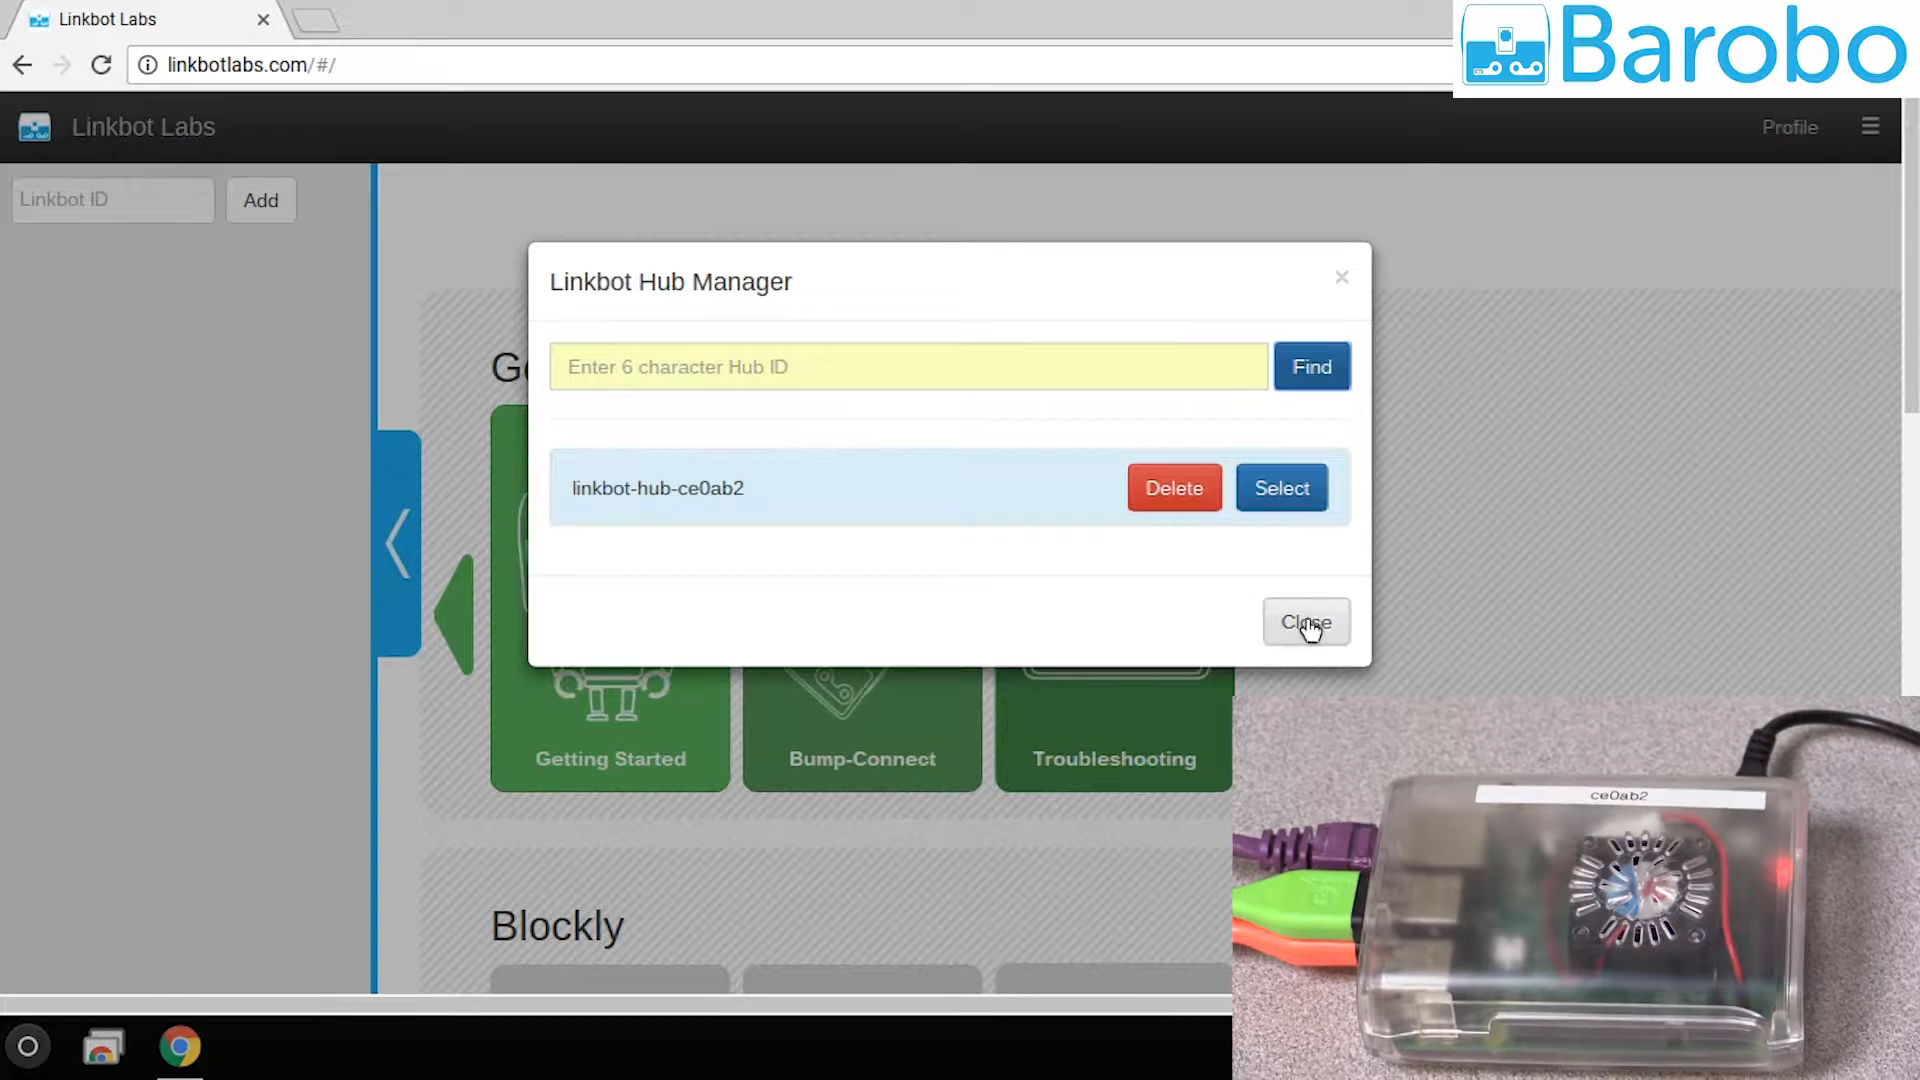 Linkbot Labs
linkbotlabs.com/#/
Barobo
Linkbot Labs
Profile
Linkbot ID
Add
Linkbot Hub Manager
Enter 6 character Hub ID
Find
linkbot-hub-ce0ab2
Delete
Select
Close
Getting Started
Bump-Connect
Troubleshooting
Blockly
ce0ab2